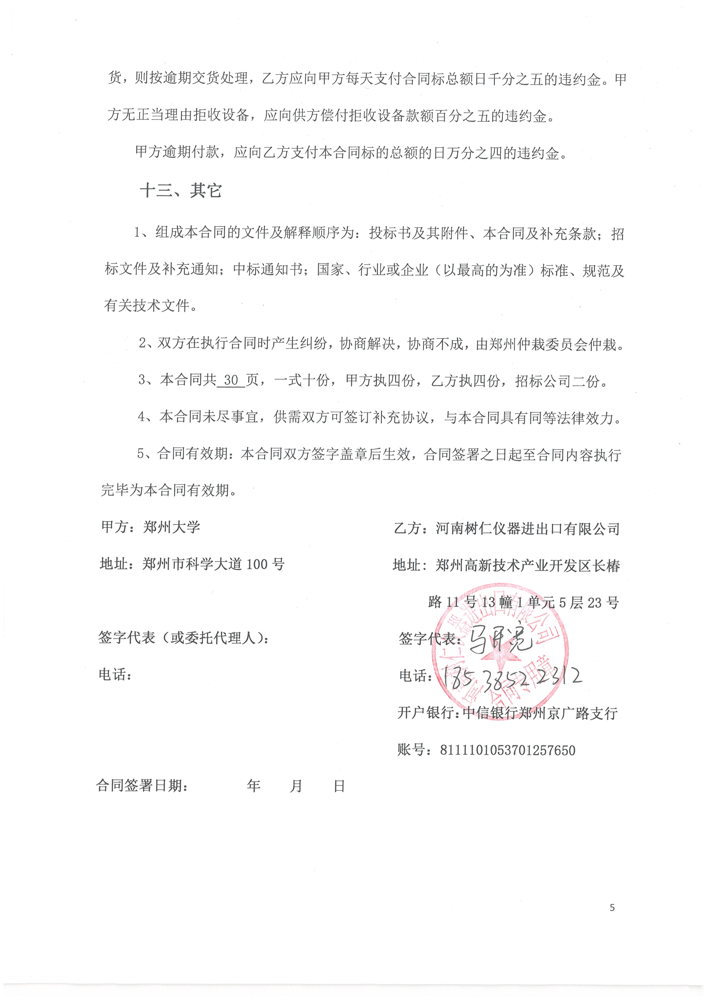 货，则按逾期交货处理，乙方应向甲方每天支付合同标总额日千分之五的违约金。甲
方无正当理由拒收设备，应向供方偿付拒收设备款额百分之五的违约金。
甲方逾期付款，应向乙方支付本合同标的总额的日万分之四的违约金。
十三、其它
1、组成本合同的文件及解释顺序为：投标书及其附件、本合同及补充条款；招
标文件及补充通知；中标通知书；国家、行业或企业（以最高的为准）标准、规范及
有关技术文件。
2、双方在执行合同时产生纠纷，协商解决，协商不成，由郑州仲裁委员会仲裁。
3、本合同共 30 页，一式十份，甲方执四份，乙方执四份，招标公司二份。
4、本合同未尽事宜，供需双方可签订补充协议，与本合同具有同等法律效力。
5、合同有效期：本合同双方签字盖章后生效，合同签署之日起至合同内容执行
完毕为本合同有效期。
甲方：郑州大学 乙方：河南树仁仪器进出口有限公司
地址：郑州市科学大道 100 号 地址：郑州高新技术产业开发区长椿
路 11 号 13 幢 1 单元 5 层 23 号
签字代表（或委托代理人）： 签字代表：马
电话： 电话：18538522312
开户银行：中信银行郑州京广路支行
账号：8111101053701257650
合同签署日期： 年 月 日
河南树仁仪器进出口有限公司
合同专用章
5